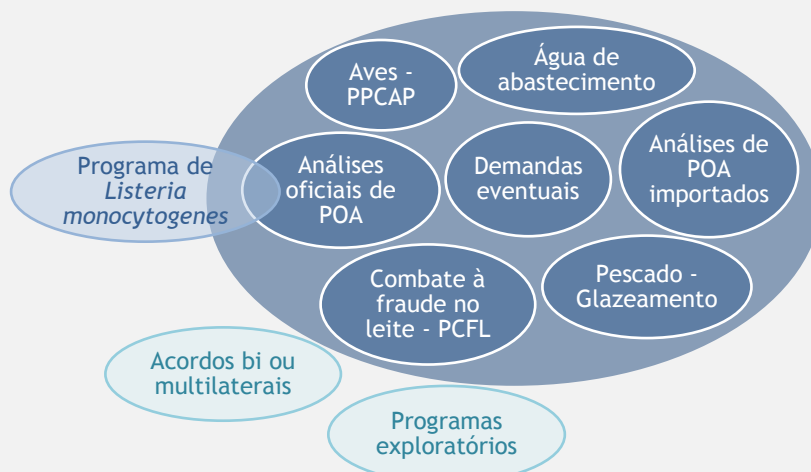 Aves -
PPCAP
Água de
abastecimento
Programa de
Listeria
monocytogenes
Análises
oficiais de
POA
Demandas
eventuais
Análises de
POA
importados
Combate à
fraude no
leite - PCFL
Pescado -
Glazeamento
Acordos bi ou
multilaterais
Programas
exploratórios